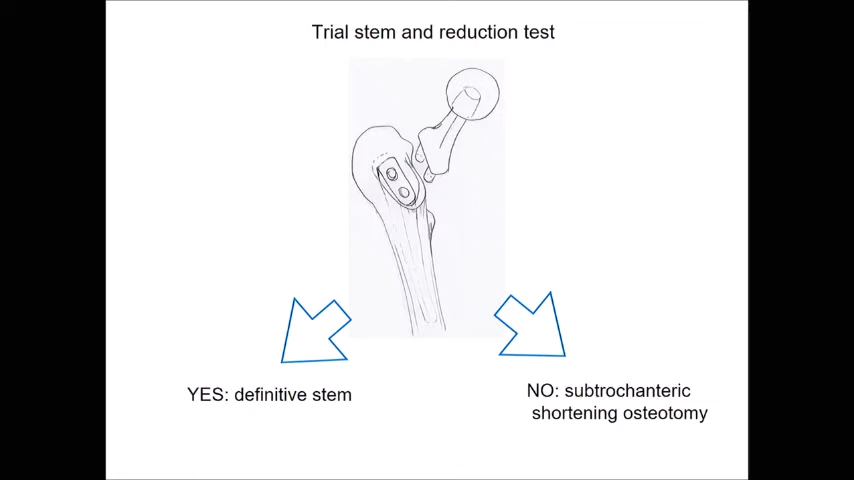 Trial stem and reduction test
YES: definitive stem
NO: subtrochanteric
shortening osteotomy